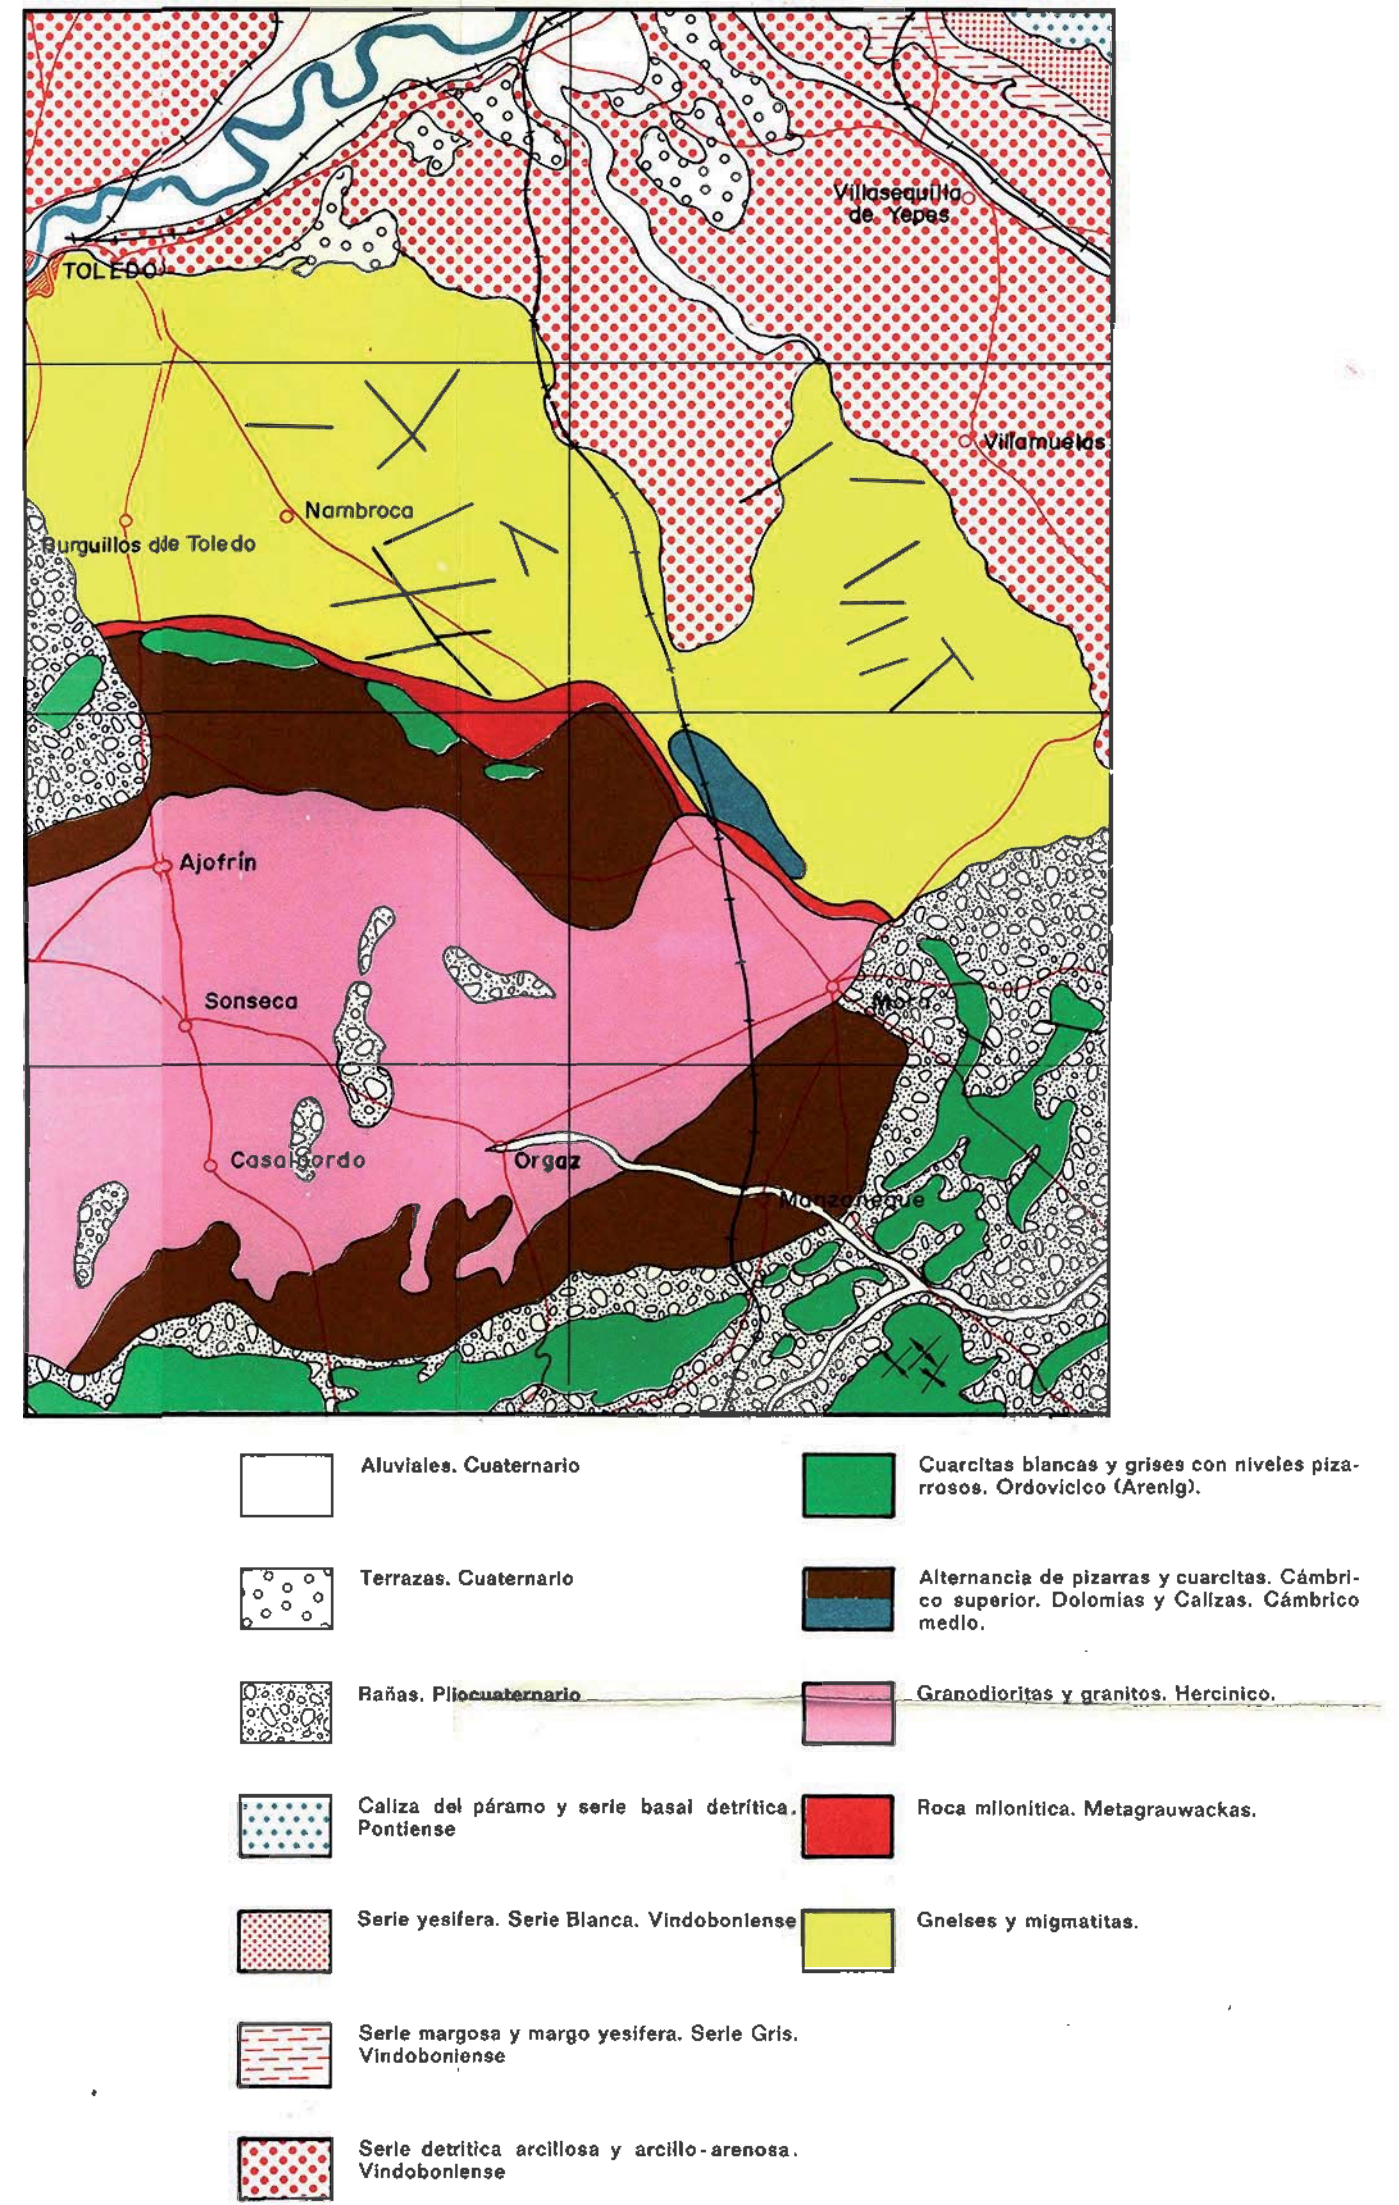 Villasequilla
de Yepes
TOLEDO
Villamuelas
Nambroca
Burguillos dde Toledo
Ajofrín
Sonseca
Mora
Casalgordo
Orgaz
Manzaneque
Aluviales. Cuaternario
Terrazas. Cuaternario
Rañas. Pliocuaternario
Caliza del páramo y serie basal detrítica.
Pontiense
Serie yesifera. Serie Blanca. Vindoboniense
Serie margosa y margo yesifera. Serie Gris.
Vindoboniense
Serie detritica arcillosa y arcillo-arenosa.
Vindoboniense
Cuarcitas blancas y grises con niveles piza-
rrosos. Ordovicico (Arenig).
Alternancia de pizarras y cuarcitas. Cámbri-
co superior. Dolomias y Calizas. Cámbrico
medio.
Granodioritas y granitos. Hercinico.
Roca milonitica. Metagrauwackas.
Gneises y migmatitas.